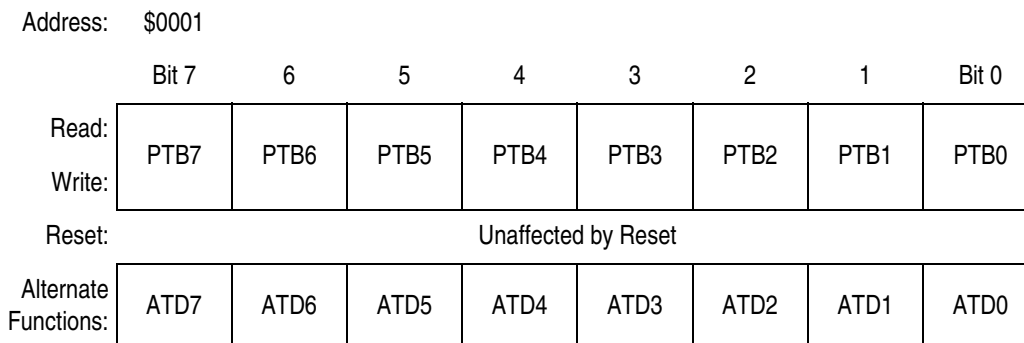 Address: $0001
Bit 7 6 5 4 3 2 1 Bit 0
Read:
PTB7 PTB6 PTB5 PTB4 PTB3 PTB2 PTB1 PTB0
Write:
Reset: Unaffected by Reset
Alternate
Functions: ATD7 ATD6 ATD5 ATD4 ATD3 ATD2 ATD1 ATD0